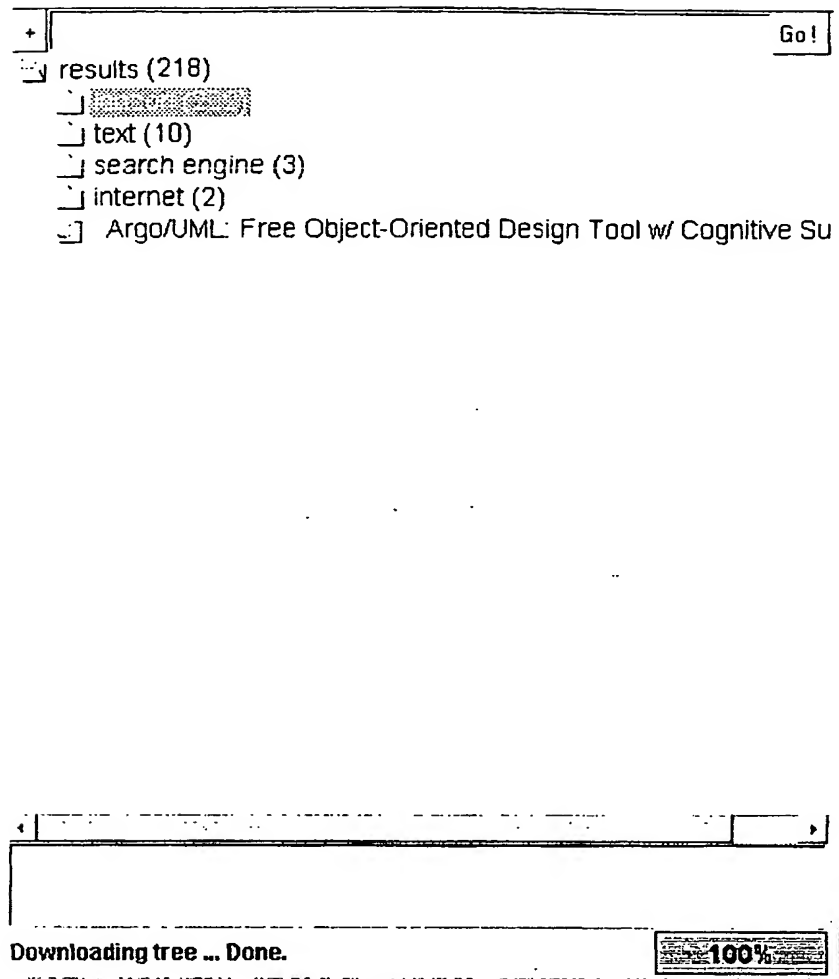 + Go!
results (218)
text (10)
search engine (3)
internet (2)
Argo/UML: Free Object-Oriented Design Tool w/ Cognitive Su
Downloading tree ... Done.
100%